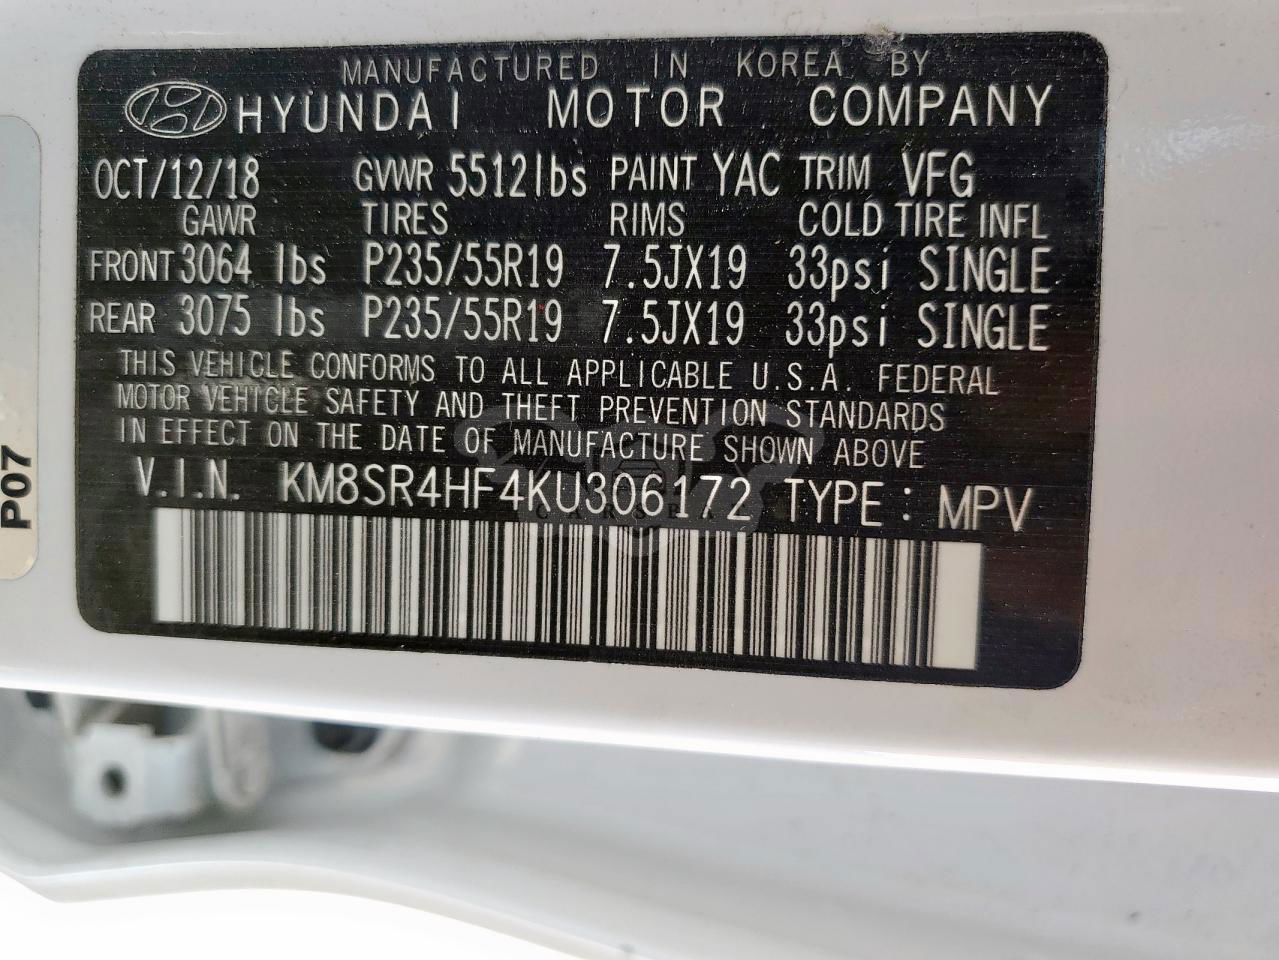 MANUFACTURED IN KOREA BY
HYUNDAI MOTOR COMPANY
OCT/12/18 GVWR 5512lbs PAINT YAC TRIM VFG
GAWR TIRES RIMS COLD TIRE INFL
FRONT 3064 lbs P235/55R19 7.5JX19 33psi SINGLE
REAR 3075 lbs P235/55R19 7.5JX19 33psi SINGLE
THIS VEHICLE CONFORMS TO ALL APPLICABLE U.S.A. FEDERAL
MOTOR VEHICLE SAFETY AND THEFT PREVENTION STANDARDS
IN EFFECT ON THE DATE OF MANUFACTURE SHOWN ABOVE
V.I.N. KM8SR4HF4KU306172 TYPE : MPV
P07